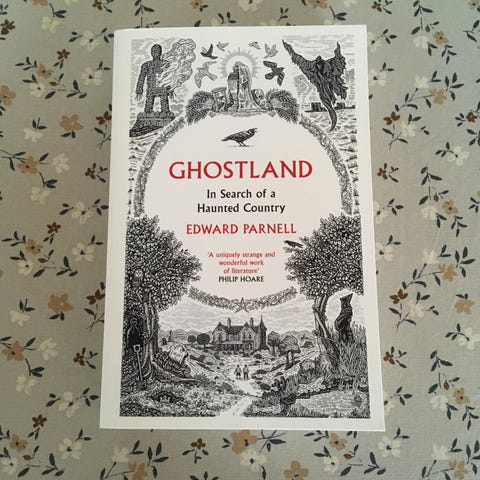 GHOSTLAND
In Search of a
Haunted Country
EDWARD PARNELL
'A uniquely strange and
wonderful work
of literature'
PHILIP HOARE